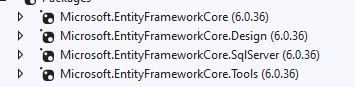 Packages
Microsoft.EntityFrameworkCore (6.0.36)
Microsoft.EntityFrameworkCore.Design (6.0.36)
Microsoft.EntityFrameworkCore.SqlServer (6.0.36)
Microsoft.EntityFrameworkCore.Tools (6.0.36)